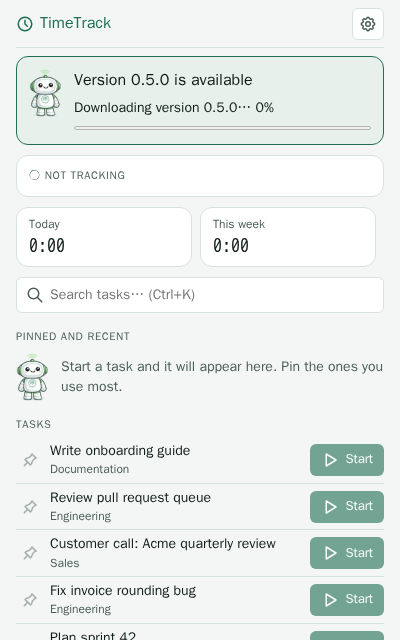 TimeTrack
Version 0.5.0 is available
Downloading version 0.5.0… 0%
NOT TRACKING
Today
0:00
This week
0:00
Search tasks… (Ctrl+K)
PINNED AND RECENT
Start a task and it will appear here. Pin the ones you
use most.
TASKS
Write onboarding guide
Documentation
Start
Review pull request queue
Engineering
Start
Customer call: Acme quarterly review
Sales
Start
Fix invoice rounding bug
Engineering
Start
Plan sprint 42